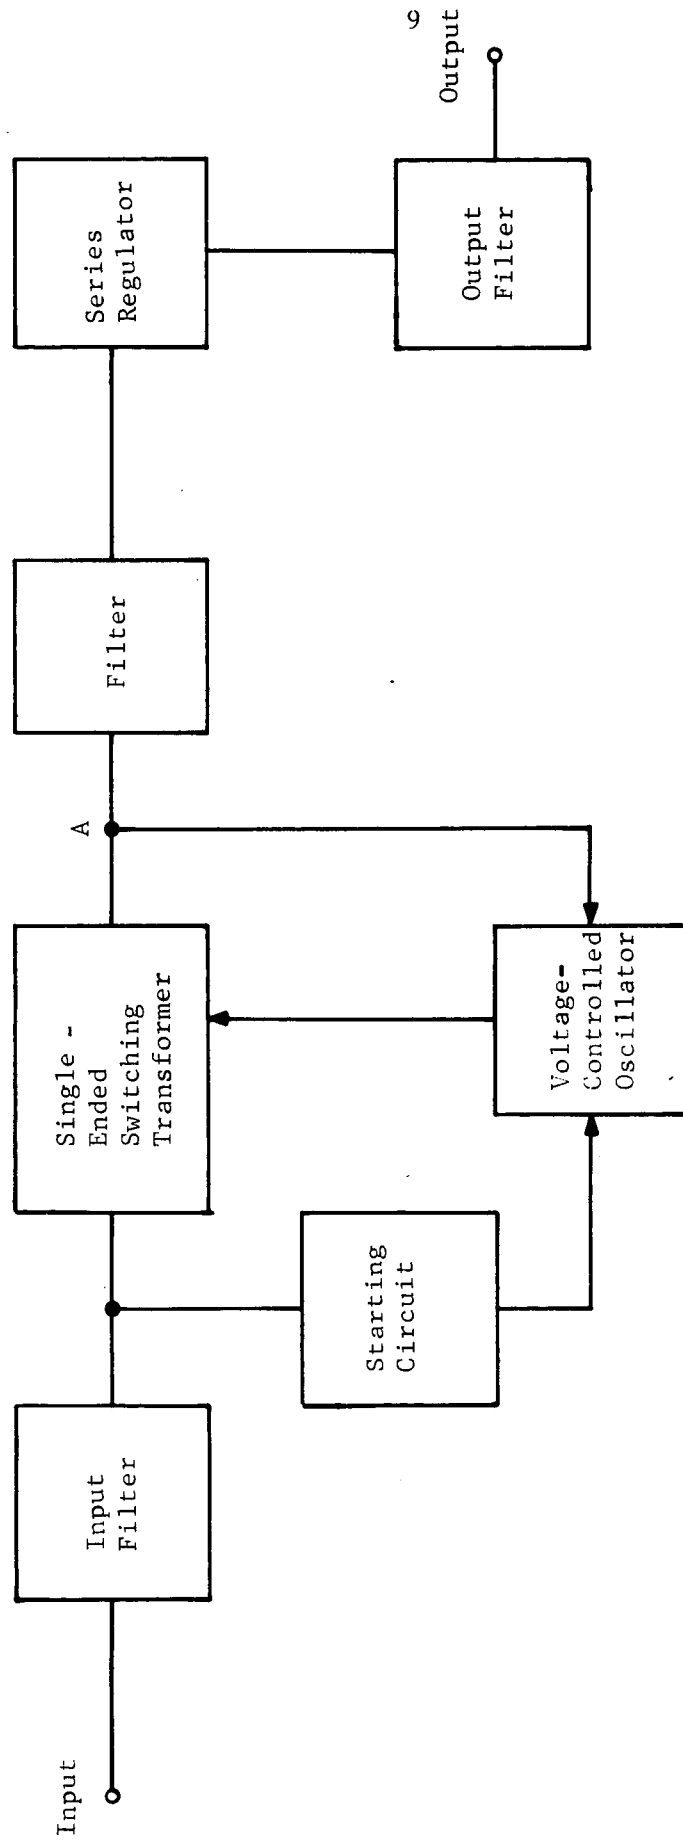 Input
Input
Filter
Starting
Circuit
Single -
Ended
Switching
Transformer
Voltage-
Controlled
Oscillator
A
Filter
Series
Regulator
Output
Filter
Output
9